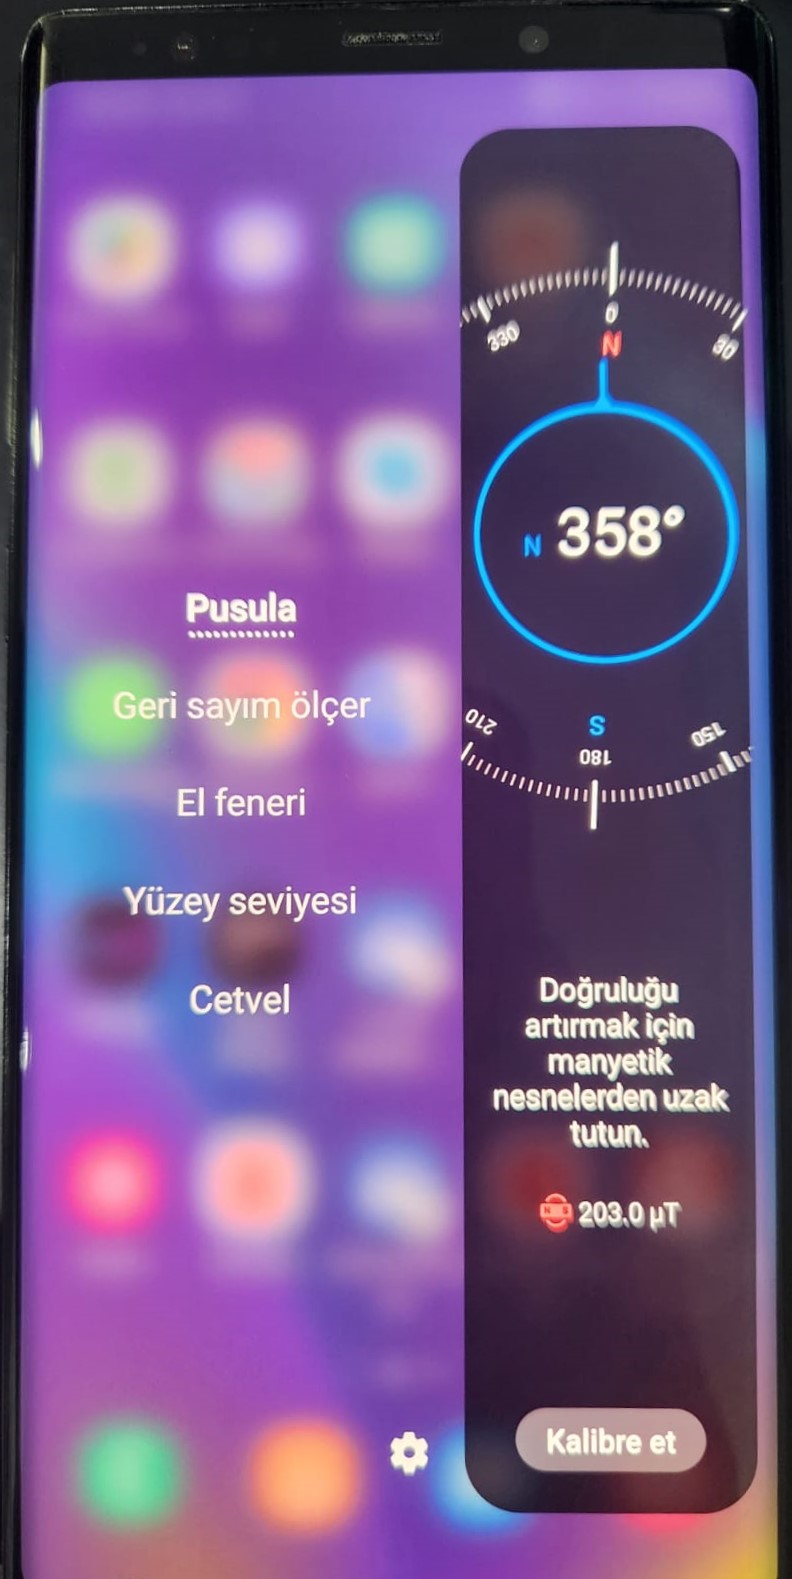 Pusula
Geri sayım ölçer
El feneri
Yüzey seviyesi
Cetvel
330
0
30
N
N 358°
210
S
180
150
Doğruluğu
artırmak için
manyetik
nesnelerden uzak
tutun.
203.0 µT
Kalibre et